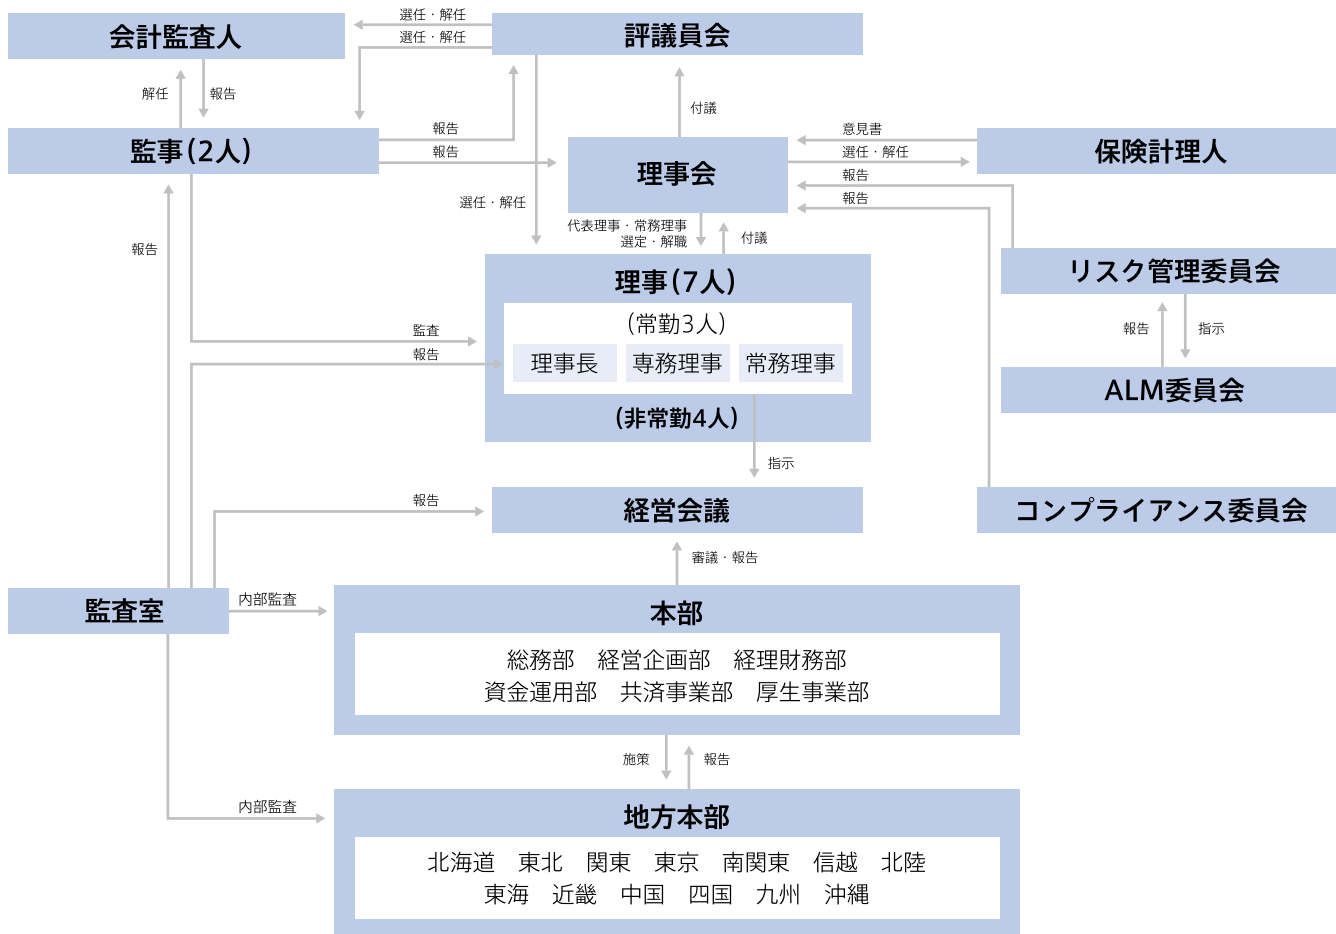 選任・解任
会計監査人
評議員会
選任・解任
解任
報告
付議
監事(2人)
報告
報告
理事会
意見書
選任・解任
報告
報告
保険計理人
選任・解任
代表理事・常務理事
選定・解職
付議
報告
リスク管理委員会
理事(7人)
(常勤3人)
理事長
専務理事
常務理事
(非常勤4人)
監査
報告
報告
指示
ALM委員会
指示
報告
経営会議
コンプライアンス委員会
審議・報告
監査室
内部監査
本部
総務部 経営企画部 経理財務部
資金運用部 共済事業部 厚生事業部
施策
報告
内部監査
地方本部
北海道 東北 関東 東京 南関東 信越 北陸
東海 近畿 中国 四国 九州 沖縄